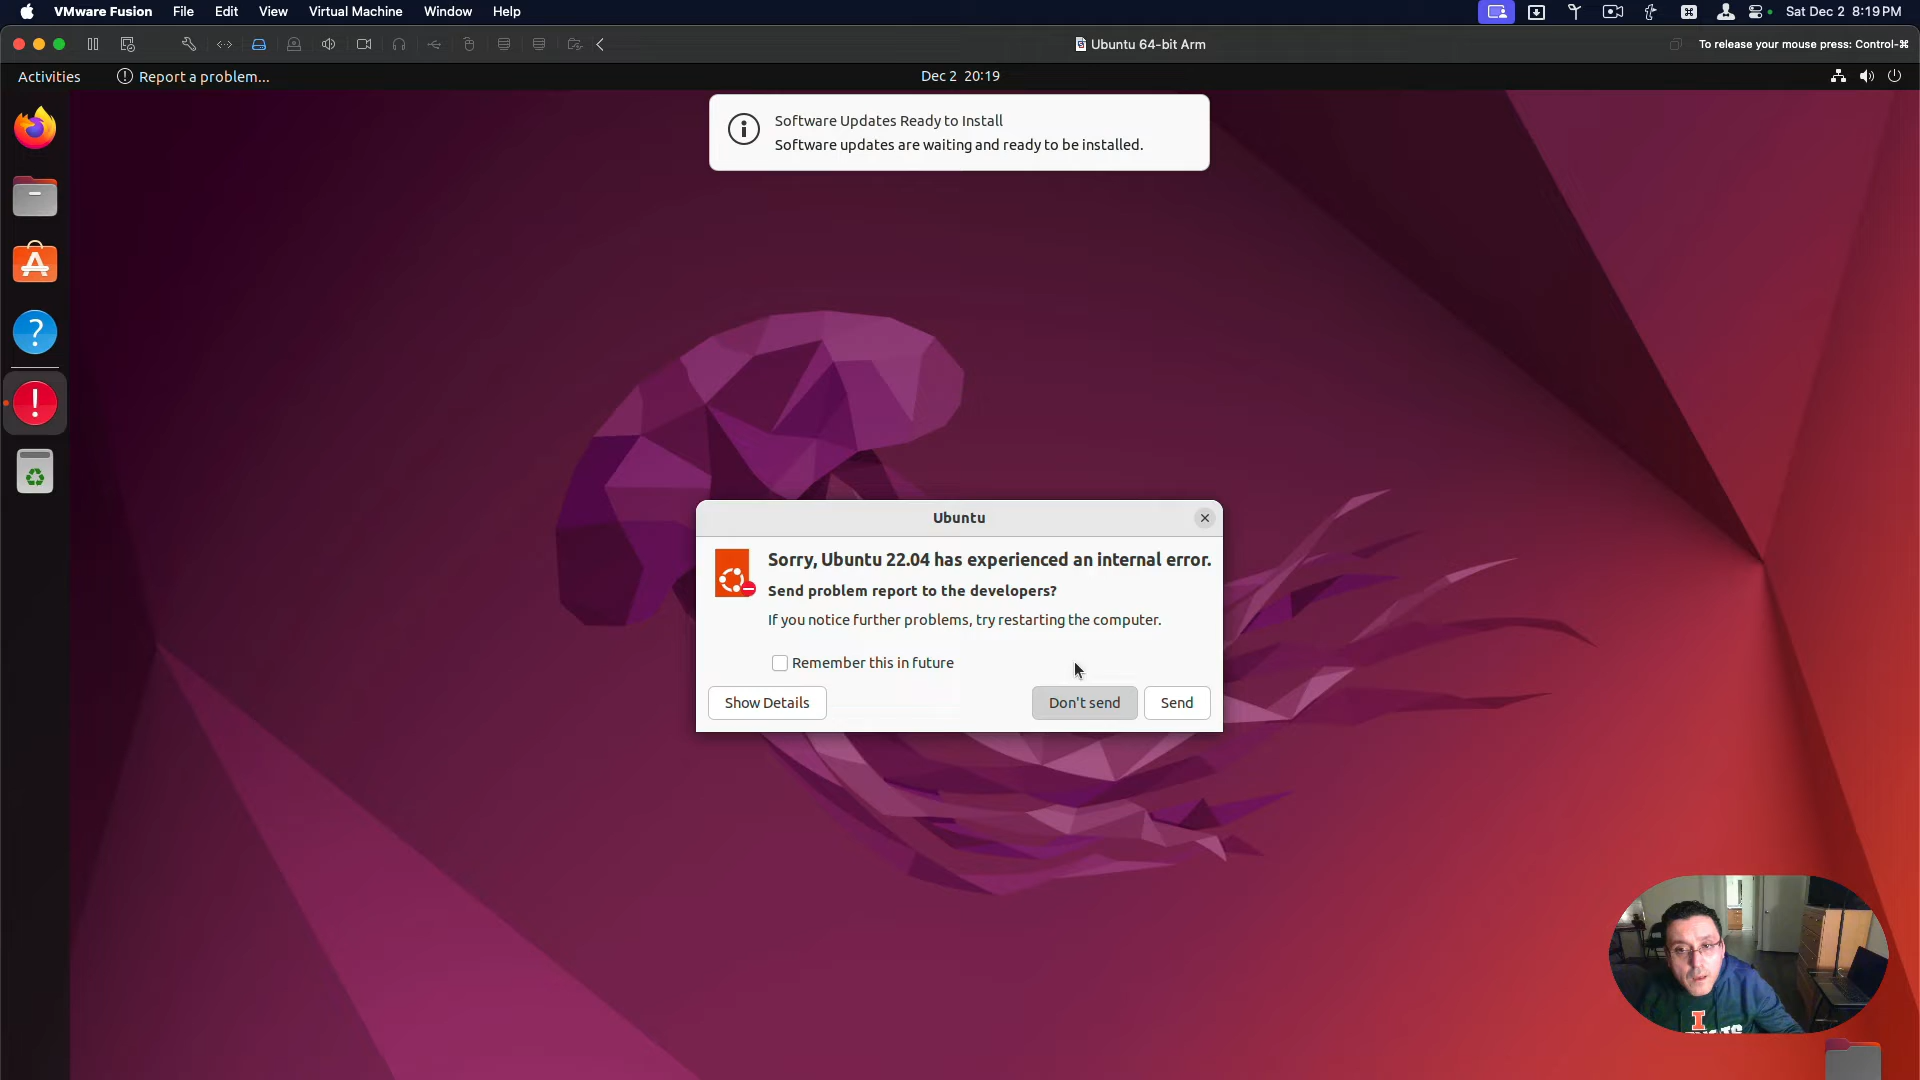 VMware Fusion File Edit View Virtual Machine Window Help Sat Dec 2 8:19 PM
Ubuntu 64-bit Arm To release your mouse press: Control-⌘
Activities Report a problem... Dec 2 20:19
Software Updates Ready to Install
Software updates are waiting and ready to be installed.
Ubuntu
Sorry, Ubuntu 22.04 has experienced an internal error.
Send problem report to the developers?
If you notice further problems, try restarting the computer.
Remember this in future
Show Details Don't send Send
I